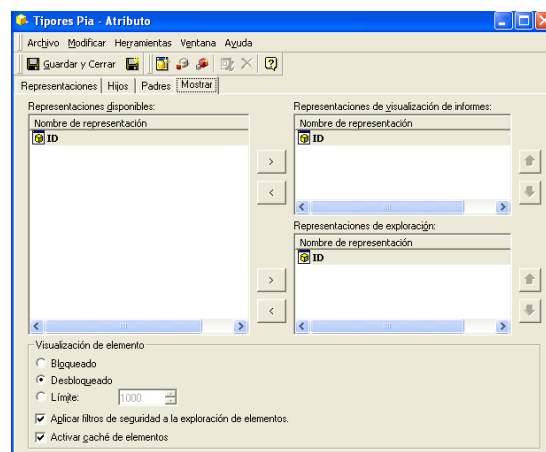 Tipores Pia - Atributo
Archivo Modificar Herramientas Ventana Ayuda
Guardar y Cerrar
Representaciones Hijos Padres Mostrar
Representaciones disponibles:
Nombre de representación
ID
>
<
>
<
Representaciones de visualización de informes:
Nombre de representación
ID
Representaciones de exploración:
Nombre de representación
ID
Visualización de elemento
Bloqueado
Desbloqueado
Límite: 1000
Aplicar filtros de seguridad a la exploración de elementos.
Activar caché de elementos